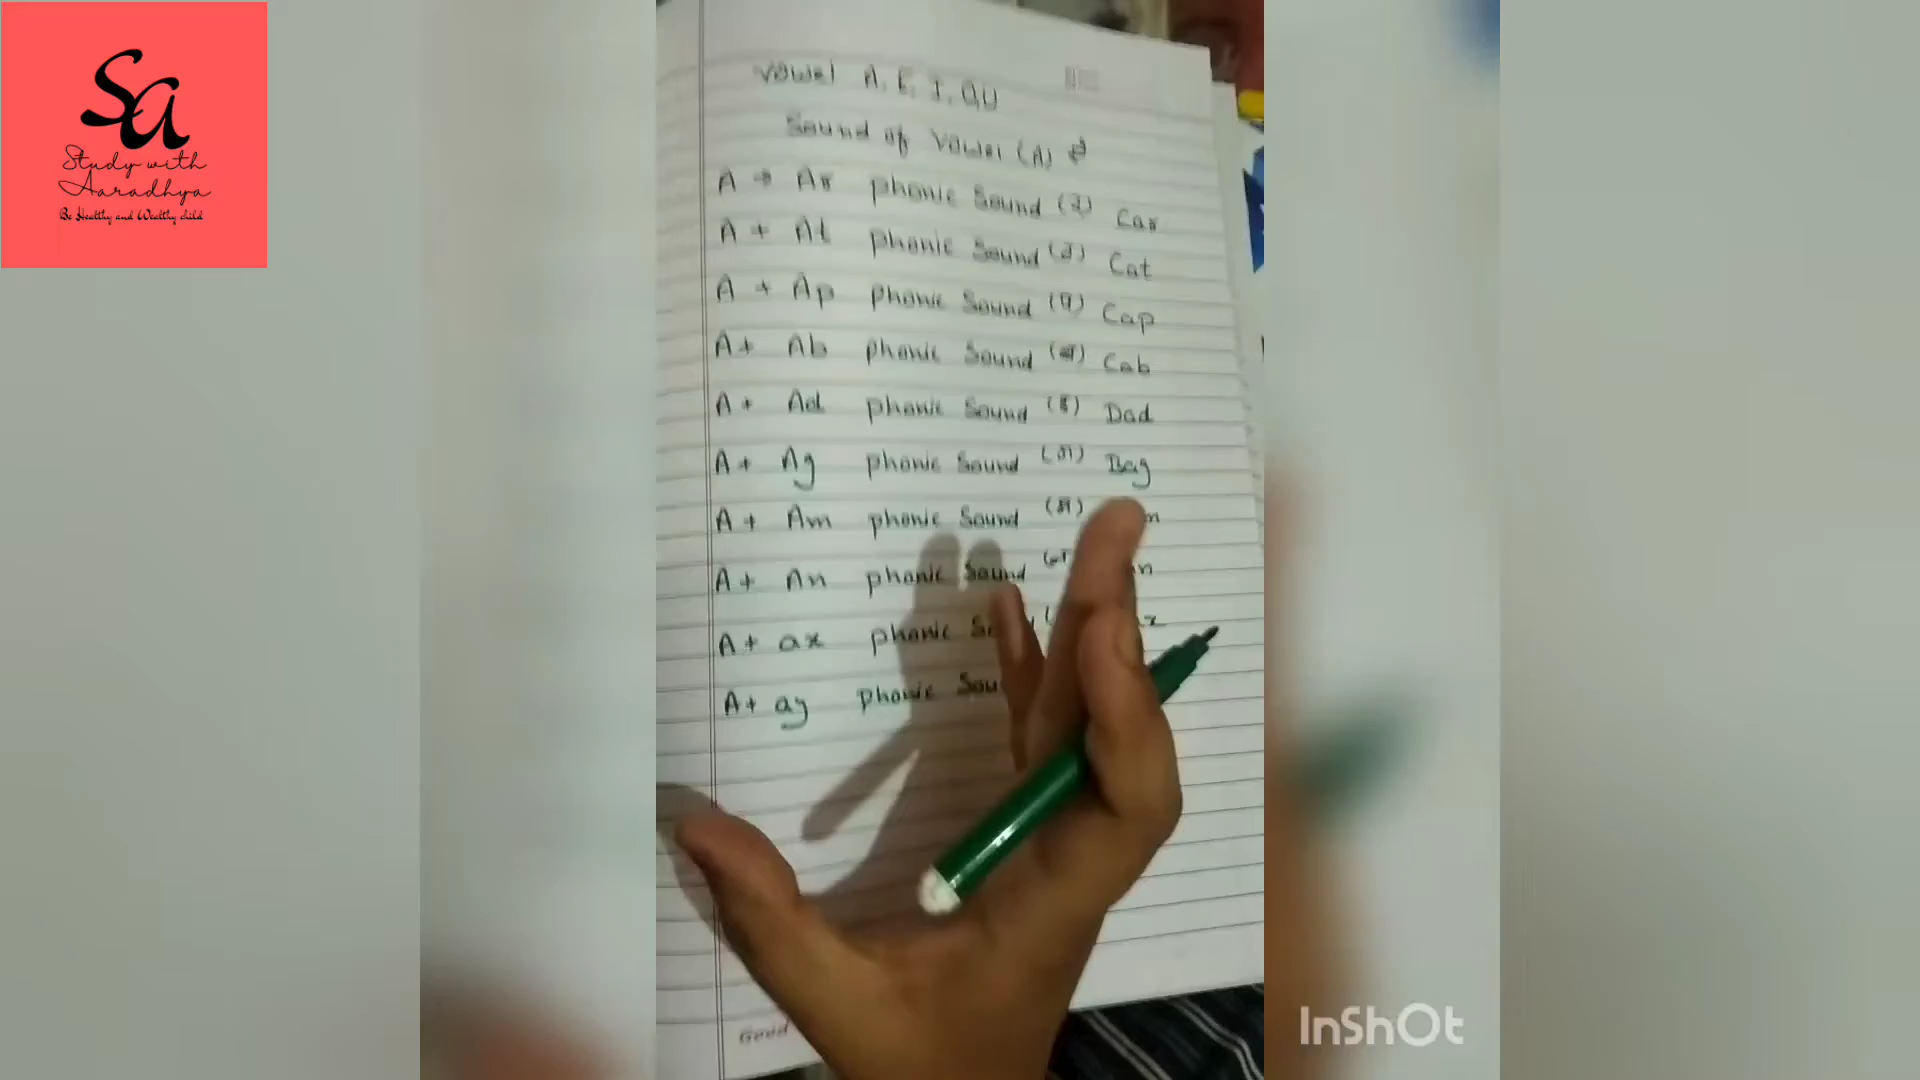 Sa
Study with
Aaradhya
Be Healthy and Wealthy child
Vowel A, E, I, O, U
Sound of Vowel (A)
A → Ar phonic Sound (र) Car
A + At phonic Sound (ट) Cat
A + Ap phonic Sound (प) Cap
A + Ab phonic Sound (ब) Cab
A + Ad phonic Sound (ड) Dad
A + Ag phonic Sound (ग) Bag
A + Am phonic Sound (म)
A + An phonic Sound
A + ax phonic
A + ay phonic Sou
Good
InShOt